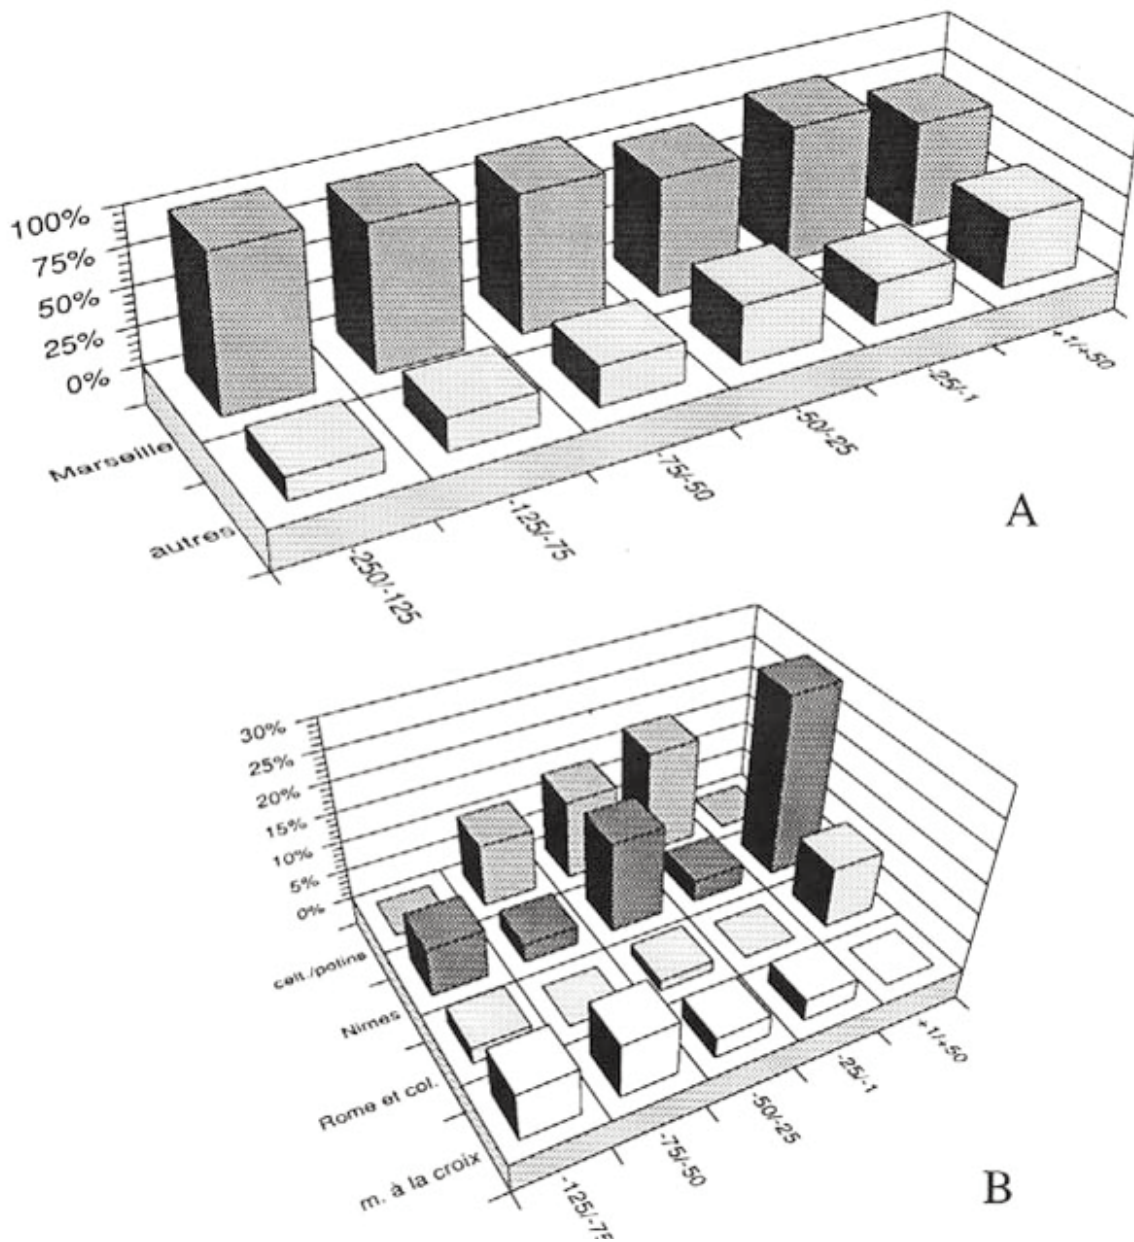 100%
75%
50%
25%
0%
Marseille
autres
-250/-125
-125/-75
-75/-50
-50/-25
-25/-1
+1/+50
A
30%
25%
20%
15%
10%
5%
0%
celt./potins
Nîmes
Rome et col.
m. à la croix
-125/-75
-75/-50
-50/-25
-25/-1
+1/+50
B